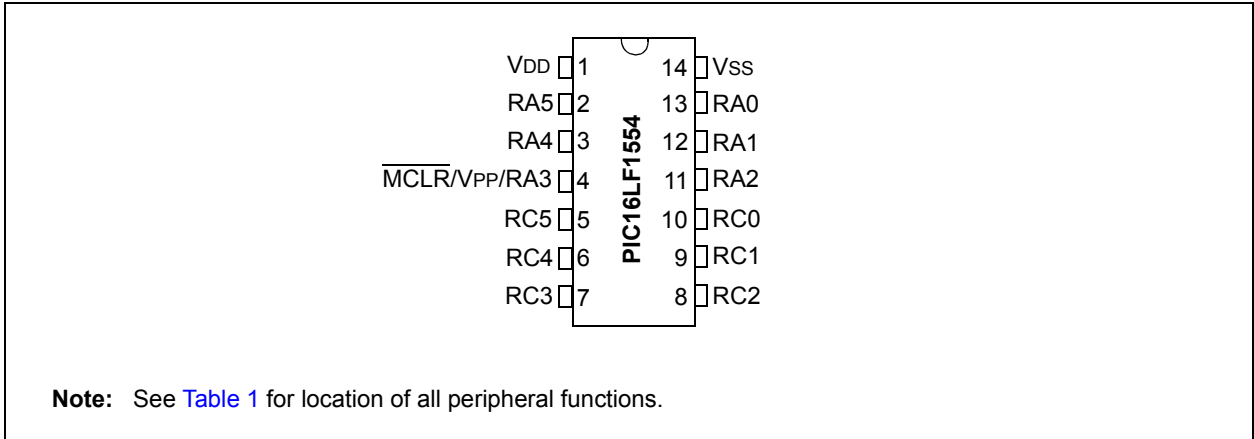 VDD 1 14 VSS
RA5 2 13 RA0
RA4 3 12 RA1
MCLR/VPP/RA3 4 11 RA2
RC5 5 10 RC0
RC4 6 9 RC1
RC3 7 8 RC2
PIC16LF1554
Note: See Table 1 for location of all peripheral functions.